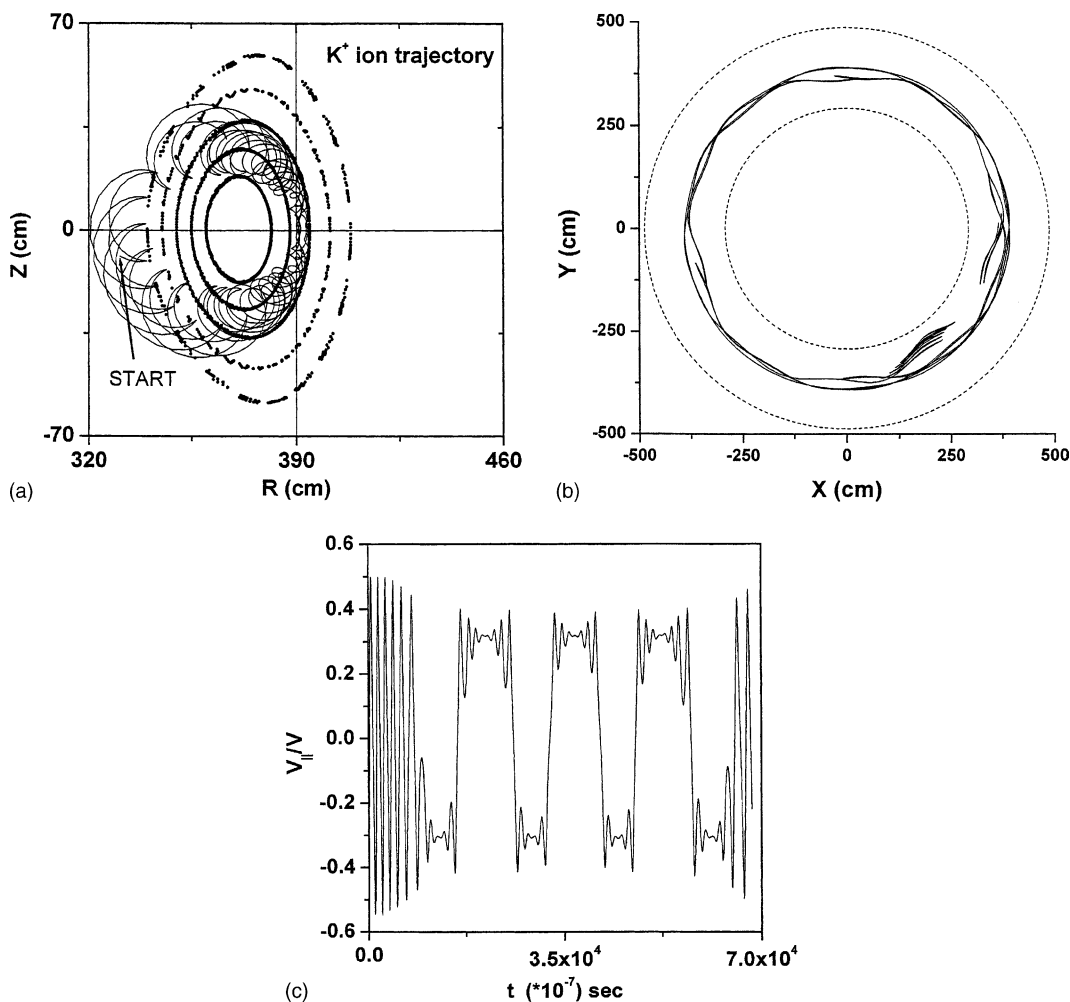 70
K+ ion trajectory
Z (cm)
0
START
-70
320
390
460
R (cm)
(a)
500
250
Y (cm)
0
-250
-500
-500
-250
0
250
500
X (cm)
(b)
0.6
0.4
0.2
V||/V
0.0
-0.2
-0.4
-0.6
0.0
3.5x10⁴
7.0x10⁴
t (*10⁻⁷) sec
(c)